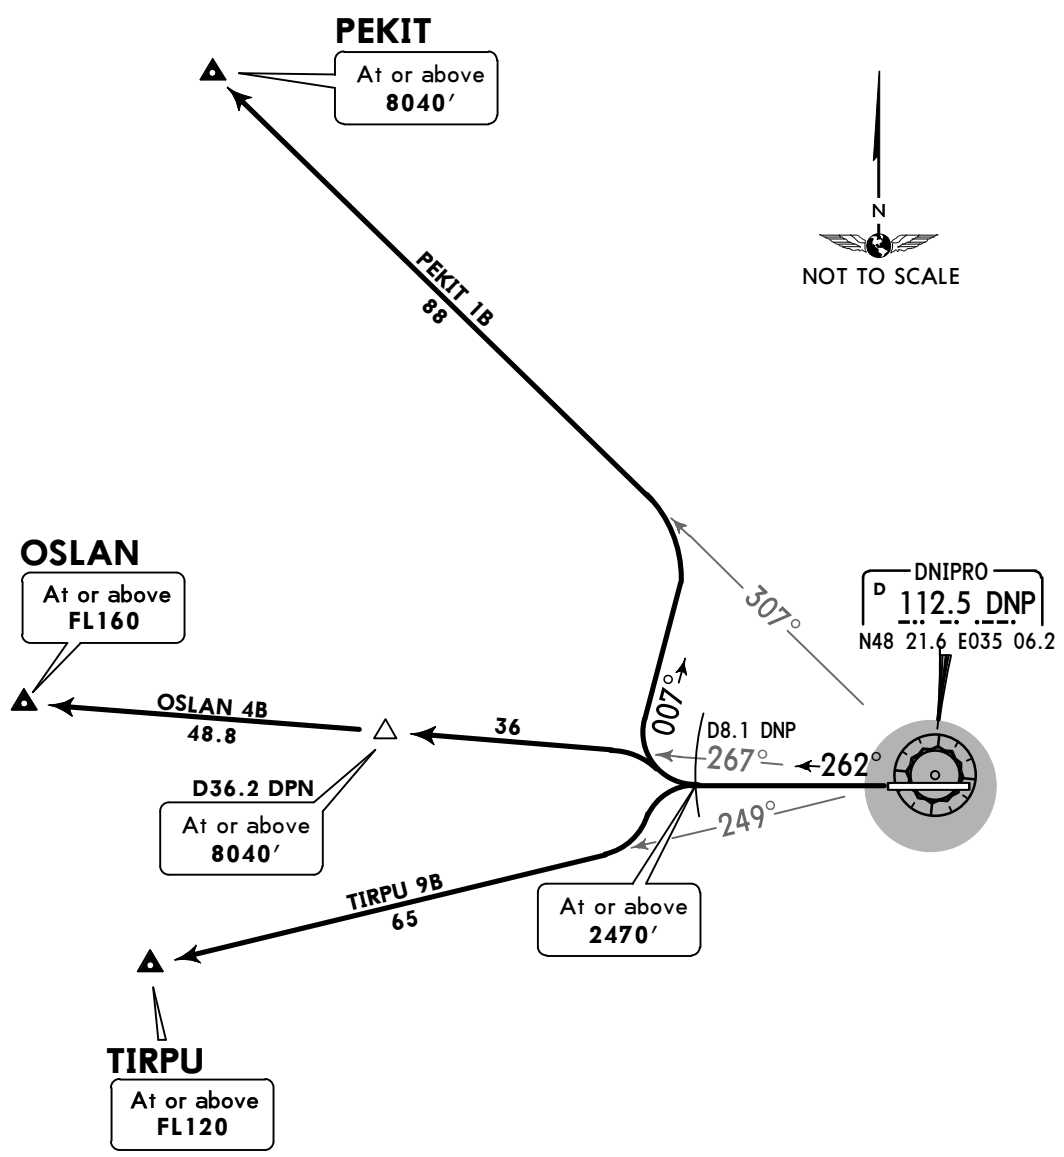 PEKIT
At or above
8040′
N
NOT TO SCALE
PEKIT 1B
88
307°
DNIPRO
D 112.5 DNP
N48 21.6 E035 06.2
OSLAN
At or above
FL160
OSLAN 4B
48.8
36
007°
D8.1 DNP
267°
262°
249°
D36.2 DPN
At or above
8040′
TIRPU 9B
65
At or above
2470′
TIRPU
At or above
FL120